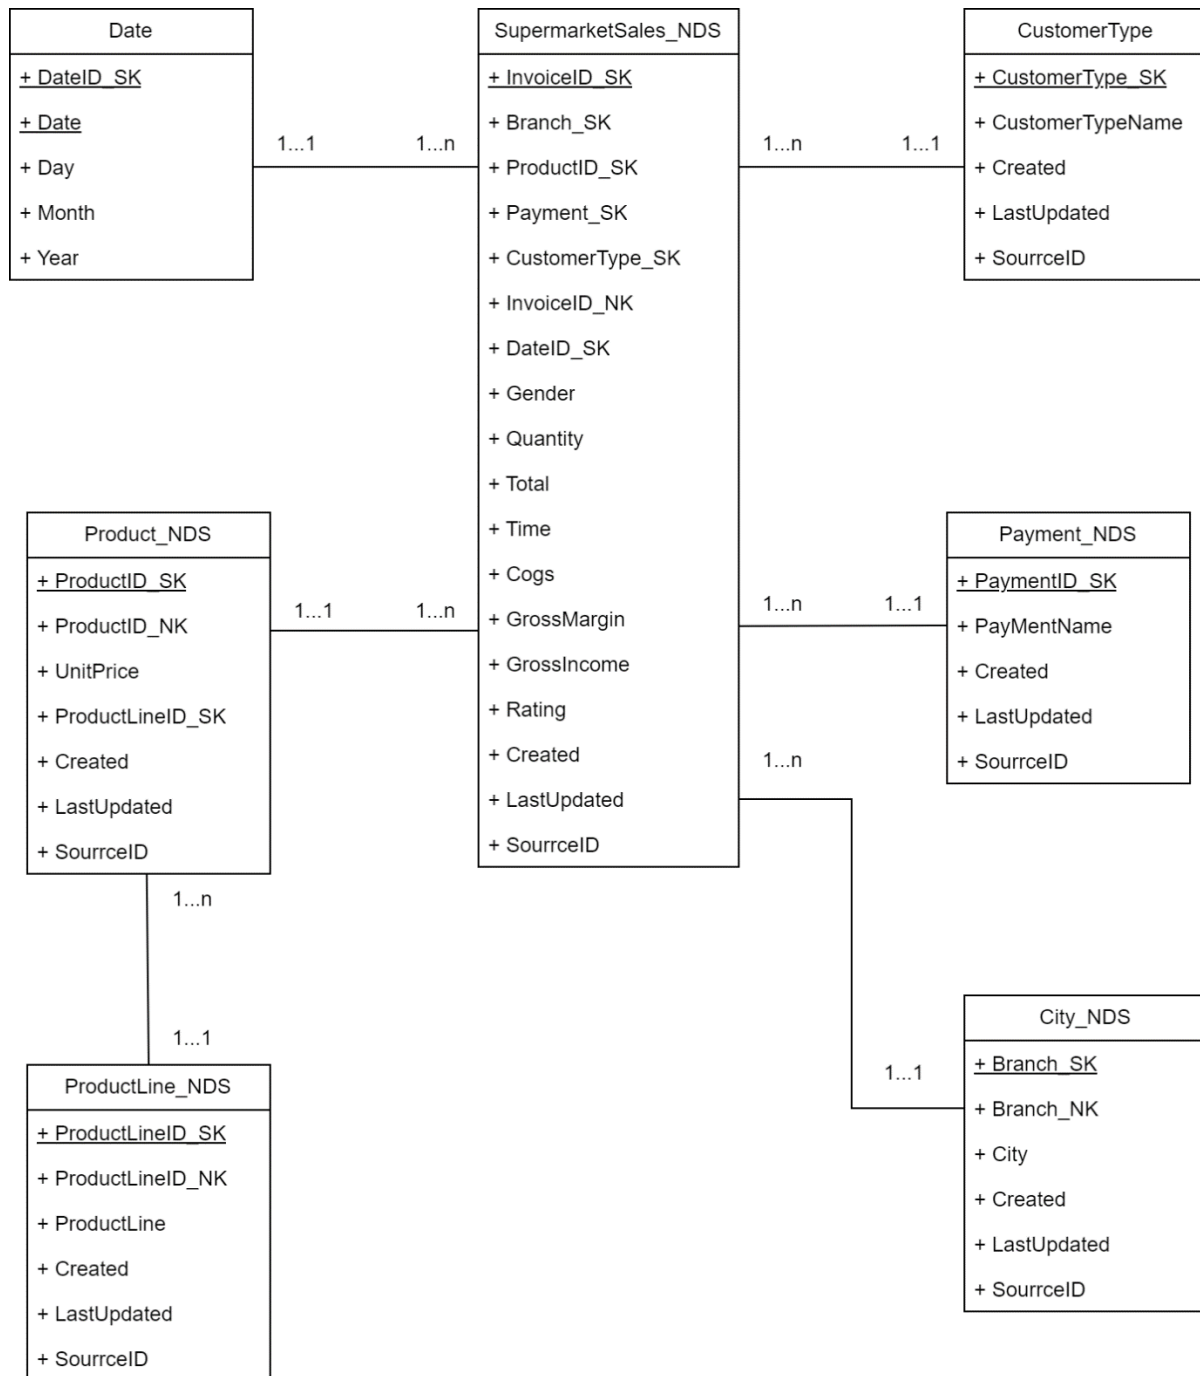 Date
+ DateID_SK
+ Date
+ Day
+ Month
+ Year
1...1
1...n
SupermarketSales_NDS
+ InvoiceID_SK
+ Branch_SK
+ ProductID_SK
+ Payment_SK
+ CustomerType_SK
+ InvoiceID_NK
+ DateID_SK
+ Gender
+ Quantity
+ Total
+ Time
+ Cogs
+ GrossMargin
+ GrossIncome
+ Rating
+ Created
+ LastUpdated
+ SourrceID
1...n
1...1
CustomerType
+ CustomerType_SK
+ CustomerTypeName
+ Created
+ LastUpdated
+ SourrceID
Product_NDS
+ ProductID_SK
+ ProductID_NK
+ UnitPrice
+ ProductLineID_SK
+ Created
+ LastUpdated
+ SourrceID
1...1
1...n
1...n
1...1
Payment_NDS
+ PaymentID_SK
+ PayMentName
+ Created
+ LastUpdated
+ SourrceID
1...n
1...1
1...n
1...1
ProductLine_NDS
+ ProductLineID_SK
+ ProductLineID_NK
+ ProductLine
+ Created
+ LastUpdated
+ SourrceID
City_NDS
+ Branch_SK
+ Branch_NK
+ City
+ Created
+ LastUpdated
+ SourrceID